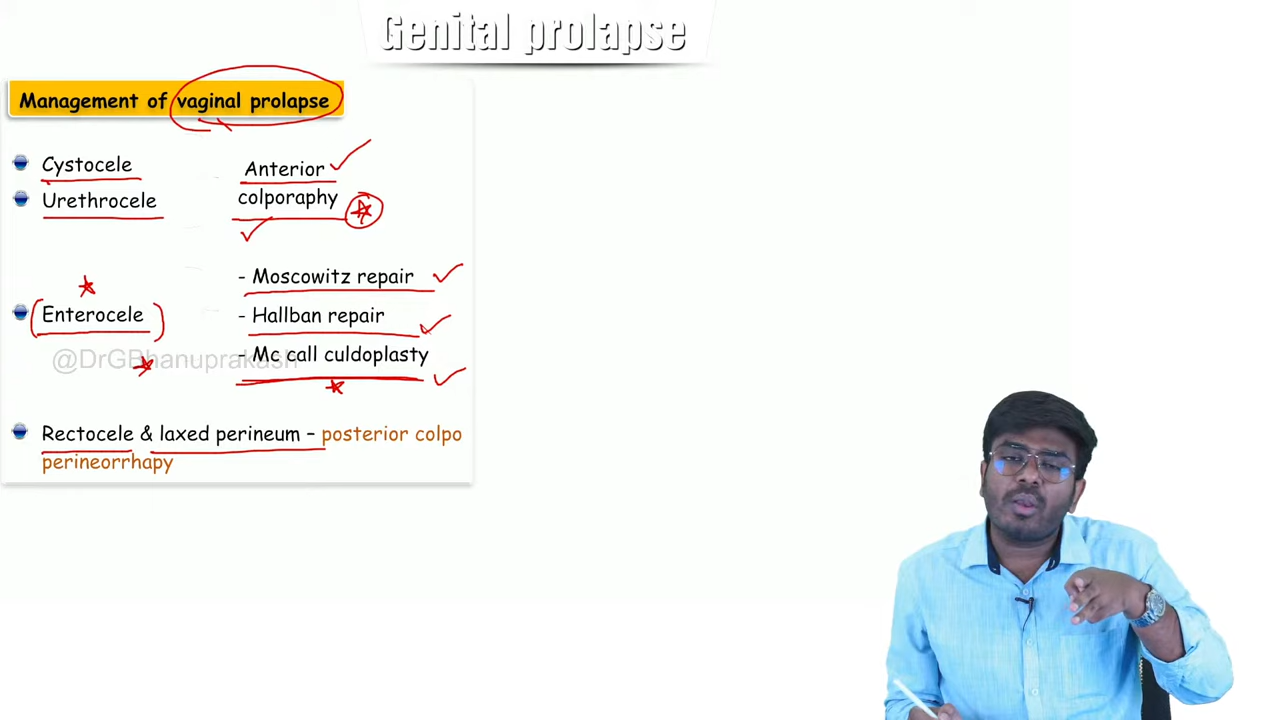 Genital prolapse
Management of vaginal prolapse
Cystocele
Anterior
Urethrocele
colporaphy
- Moscowitz repair
Enterocele
- Hallban repair
- Mc call culdoplasty
@DrGBhanuprakash
Rectocele & laxed perineum – posterior colpo
perineorrhapy